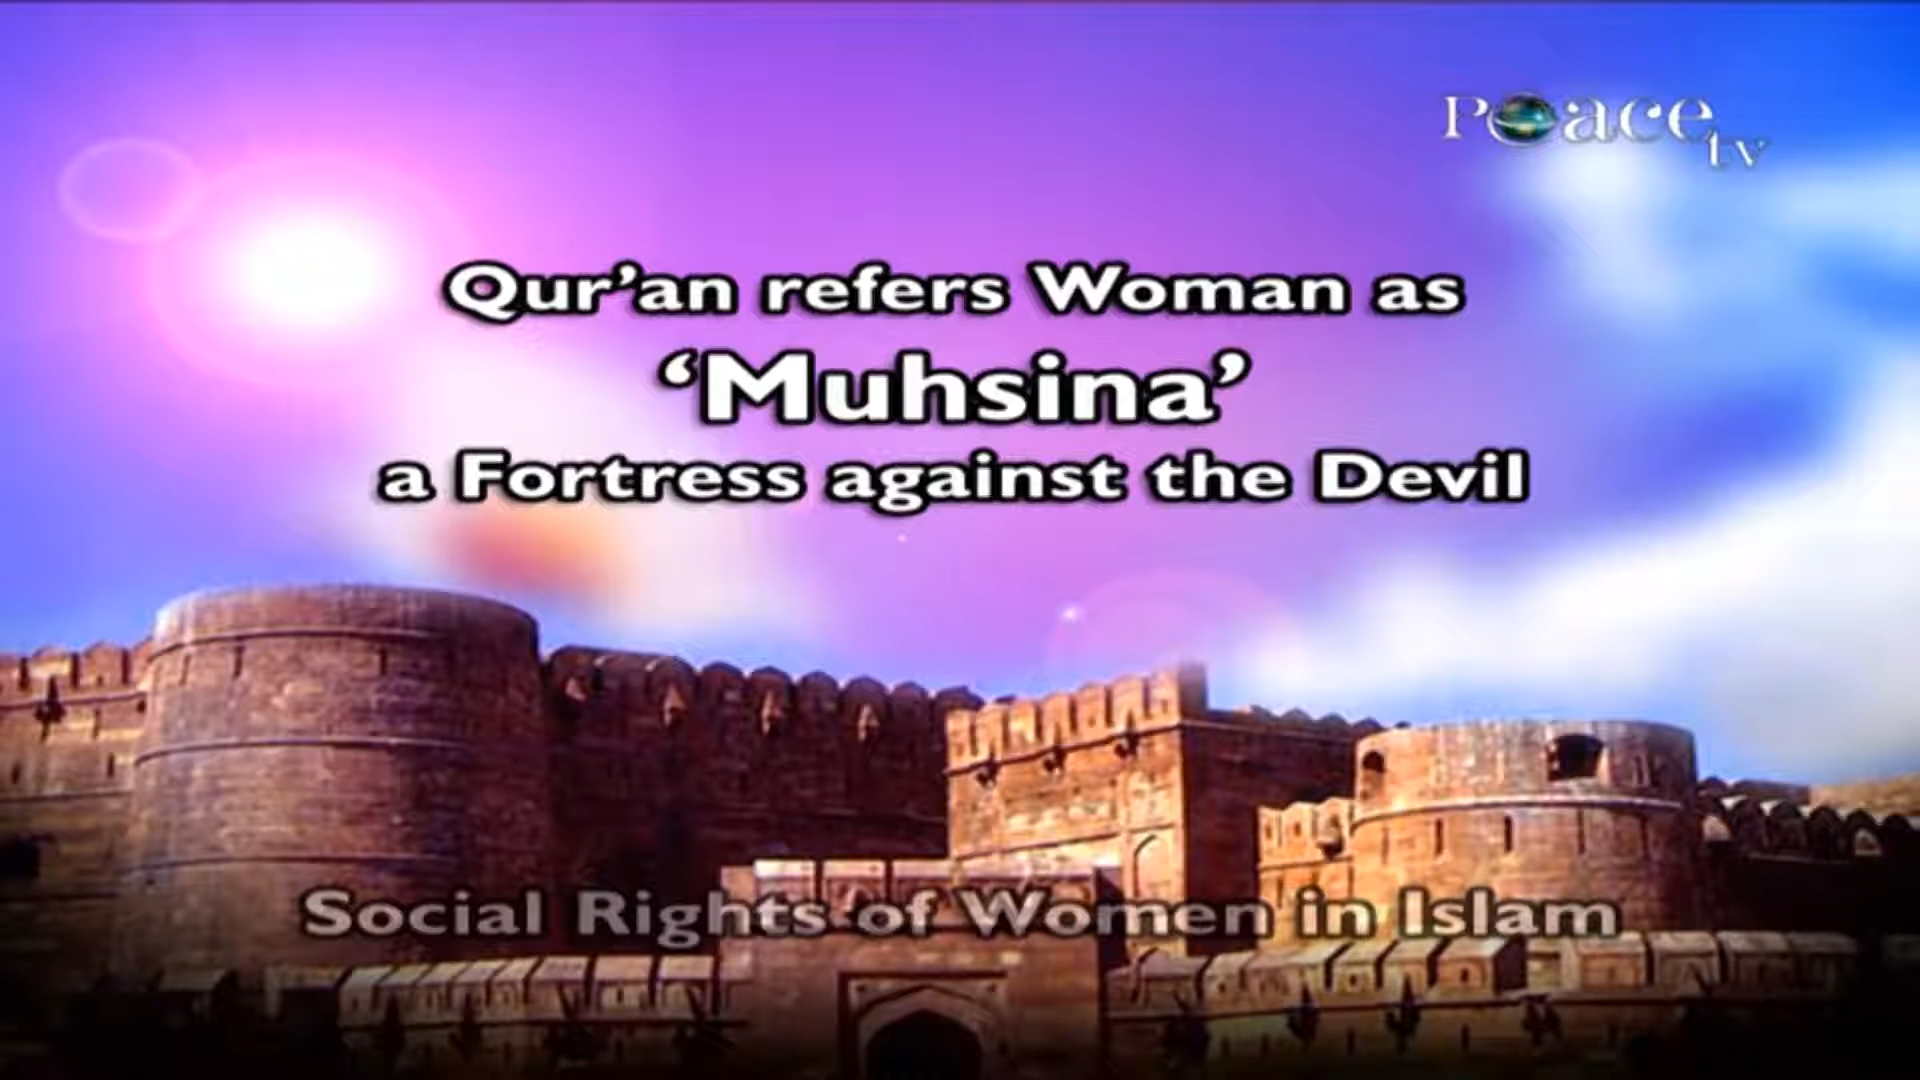 Peace tv
Qur’an refers Woman as
‘Muhsina’
a Fortress against the Devil
Social Rights of Women in Islam